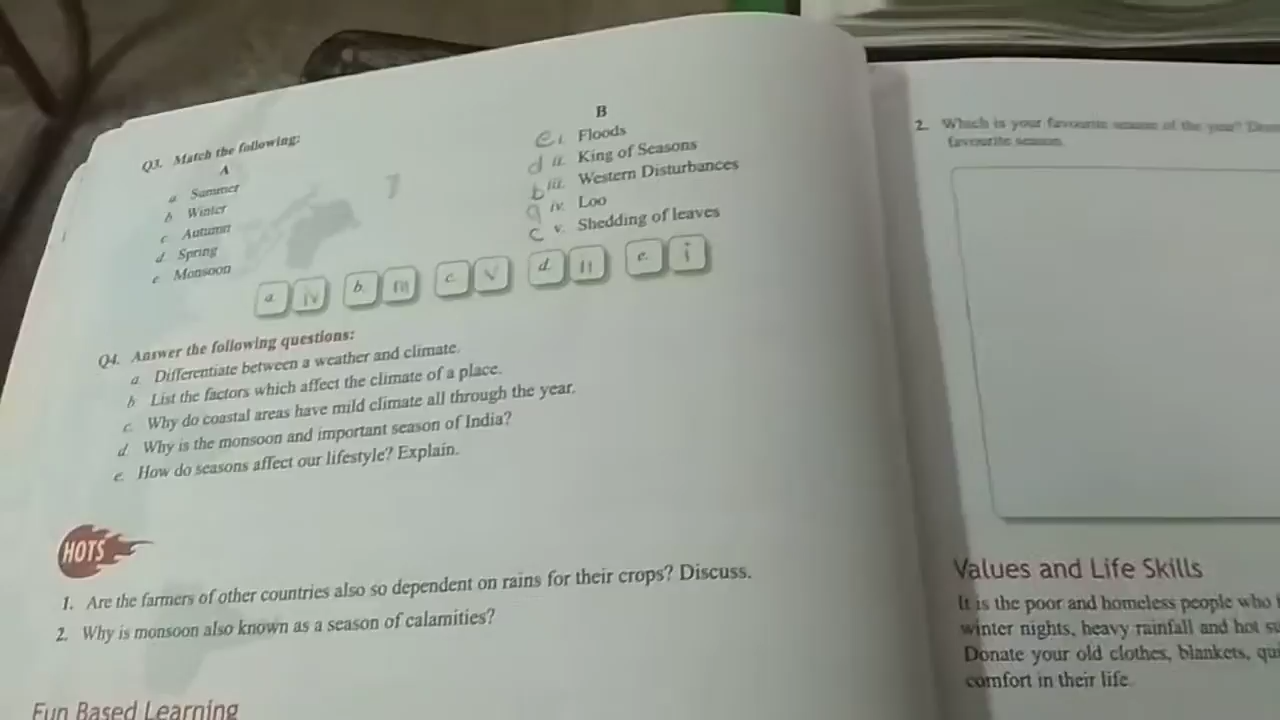 Q3. Match the following:
A
a. Summer
b. Winter
c. Autumn
d. Spring
e. Monsoon
B
e i. Floods
d ii. King of Seasons
b iii. Western Disturbances
a iv. Loo
c v. Shedding of leaves
a. iv b. iii c. v d. ii e. i
Q4. Answer the following questions:
a. Differentiate between a weather and climate.
b. List the factors which affect the climate of a place.
c. Why do coastal areas have mild climate all through the year.
d. Why is the monsoon and important season of India?
e. How do seasons affect our lifestyle? Explain.
HOTS
1. Are the farmers of other countries also so dependent on rains for their crops? Discuss.
2. Why is monsoon also known as a season of calamities?
Fun Based Learning
2. Which is your favourite season of the year?
favourite season.
Values and Life Skills
It is the poor and homeless people who
winter nights, heavy rainfall and hot
Donate your old clothes, blankets,
comfort in their life.